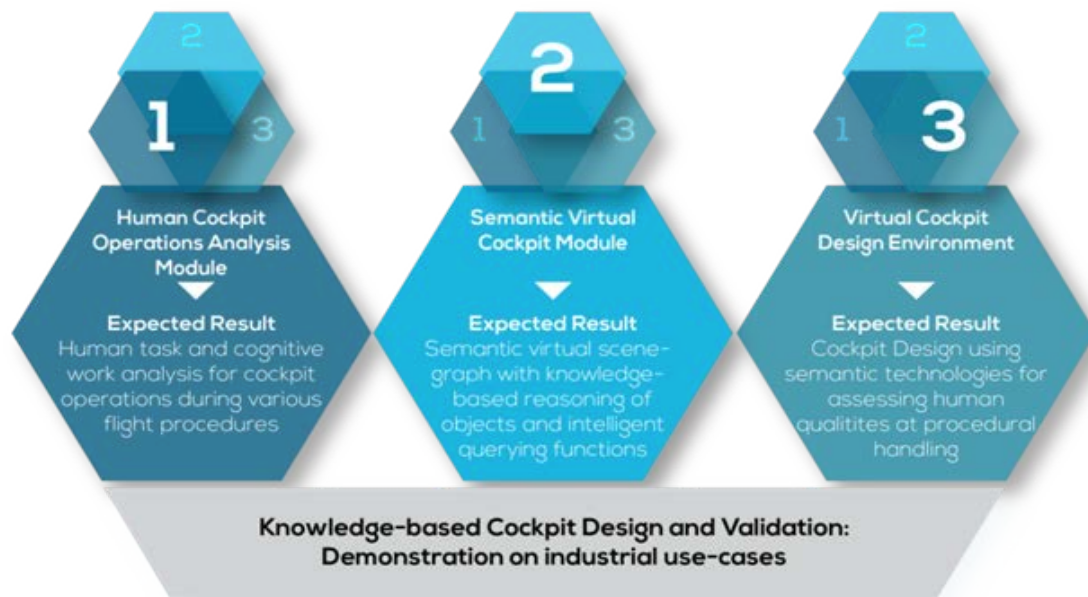 2
1
3
Human Cockpit
Operations Analysis
Module
Expected Result
Human task and cognitive
work analysis for cockpit
operations during various
flight procedures
2
1
3
Semantic Virtual
Cockpit Module
Expected Result
Semantic virtual scene-
graph with knowledge-
based reasoning of
objects and intelligent
querying functions
2
1
3
Virtual Cockpit
Design Environment
Expected Result
Cockpit Design using
semantic technologies for
assessing human
qualitites at procedural
handling
Knowledge-based Cockpit Design and Validation:
Demonstration on industrial use-cases